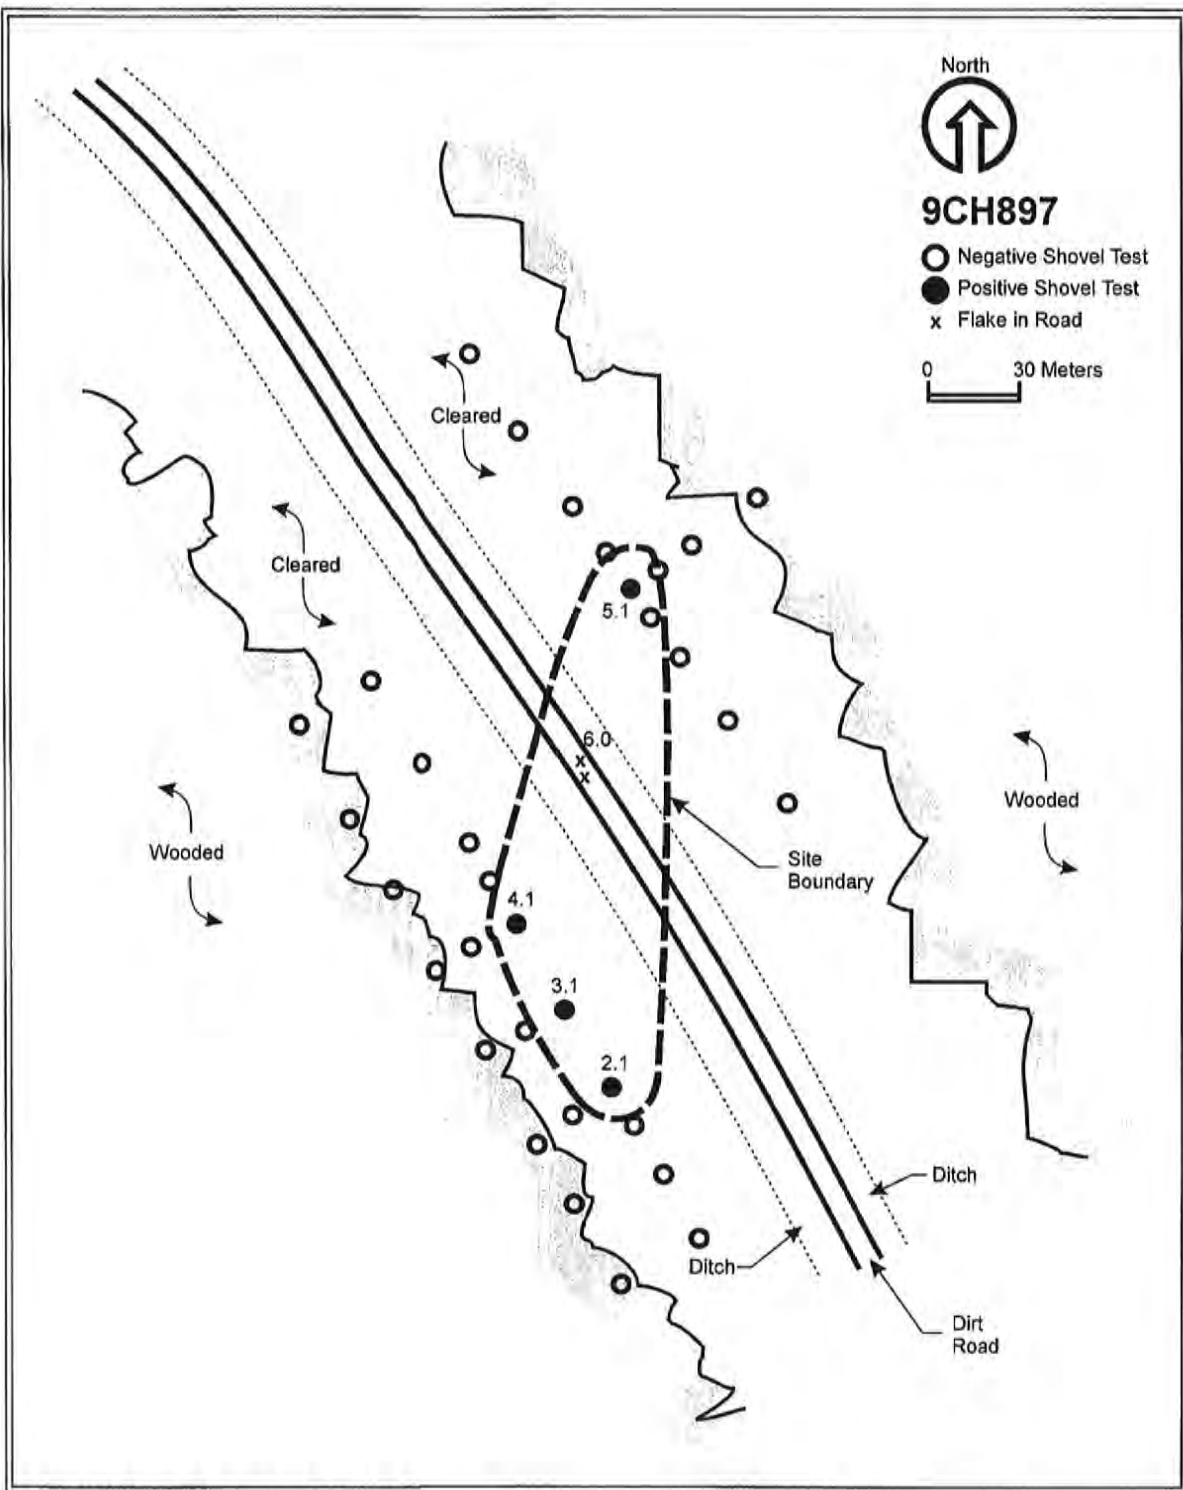 North
9CH897
Negative Shovel Test
Positive Shovel Test
x Flake in Road
0 30 Meters
Cleared
Cleared
5.1
6.0
x
x
Wooded
Wooded
Site
Boundary
4.1
3.1
2.1
Ditch
Ditch
Dirt
Road